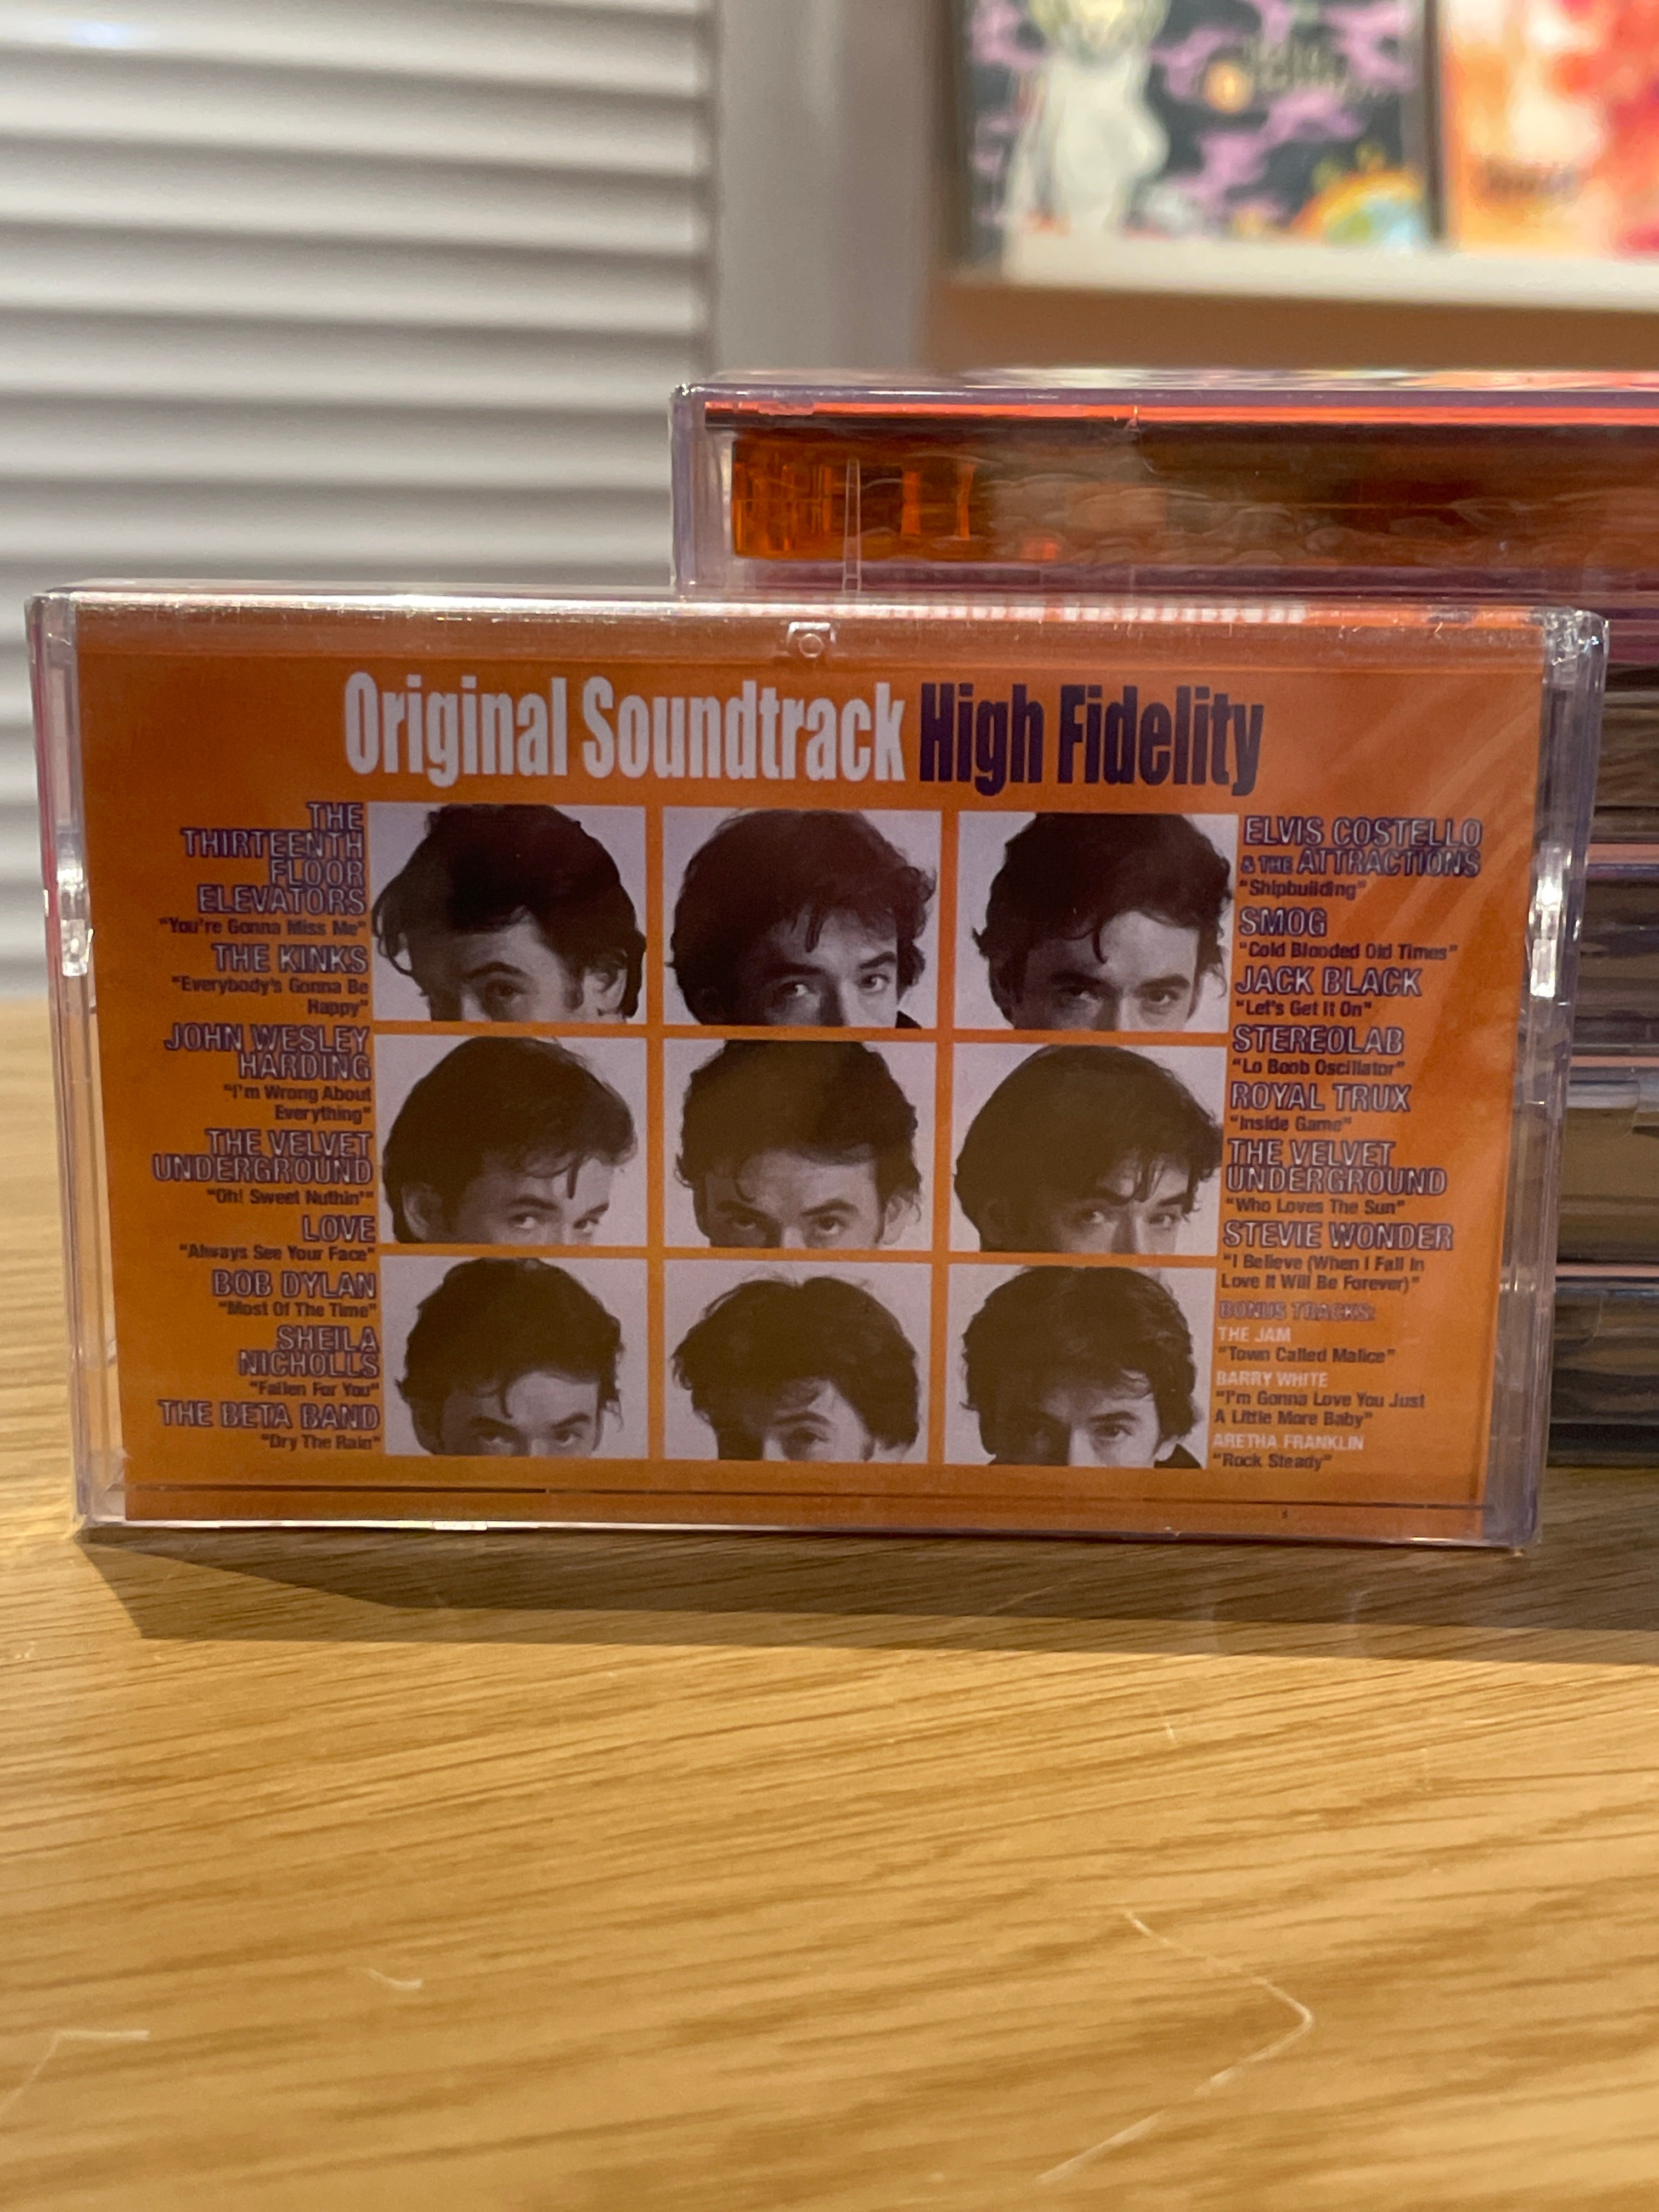 Original Soundtrack High Fidelity
THE
THIRTEENTH
FLOOR
ELEVATORS
"You're Gonna Miss Me"
THE KINKS
"Everybody's Gonna Be
Happy"
JOHN WESLEY
HARDING
"I'm Wrong About
Everything"
THE VELVET
UNDERGROUND
"Oh! Sweet Nuthin'"
LOVE
"Always See Your Face"
BOB DYLAN
"Most Of The Time"
SHEILA
NICHOLLS
"Fallen For You"
THE BETA BAND
"Dry The Rain"
ELVIS COSTELLO
& THE ATTRACTIONS
"Shipbuilding"
SMOG
"Cold Blooded Old Times"
JACK BLACK
"Let's Get It On"
STEREOLAB
"Lo Boob Oscillator"
ROYAL TRUX
"Inside Game"
THE VELVET
UNDERGROUND
"Who Loves The Sun"
STEVIE WONDER
"I Believe (When I Fall In
Love It Will Be Forever)"
BONUS TRACKS:
THE JAM
"Town Called Malice"
BARRY WHITE
"I'm Gonna Love You Just
A Little More Baby"
ARETHA FRANKLIN
"Rock Steady"